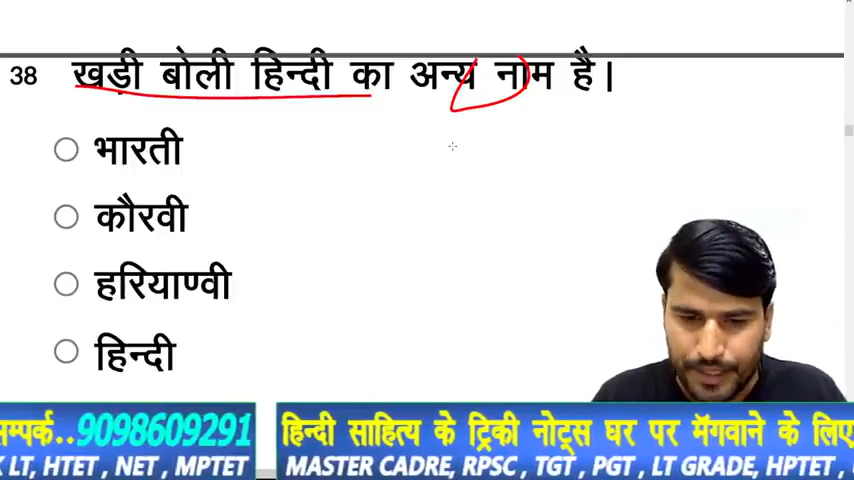 38 खड़ी बोली हिन्दी का अन्य नाम है।
भारती
कौरवी
हरियाण्वी
हिन्दी
सम्पर्क..9098609291 हिन्दी साहित्य के ट्रिकी नोट्स घर पर मॅगवाने के लिए
LT, HTET , NET , MPTET MASTER CADRE, RPSC , TGT , PGT , LT GRADE, HPTET ,